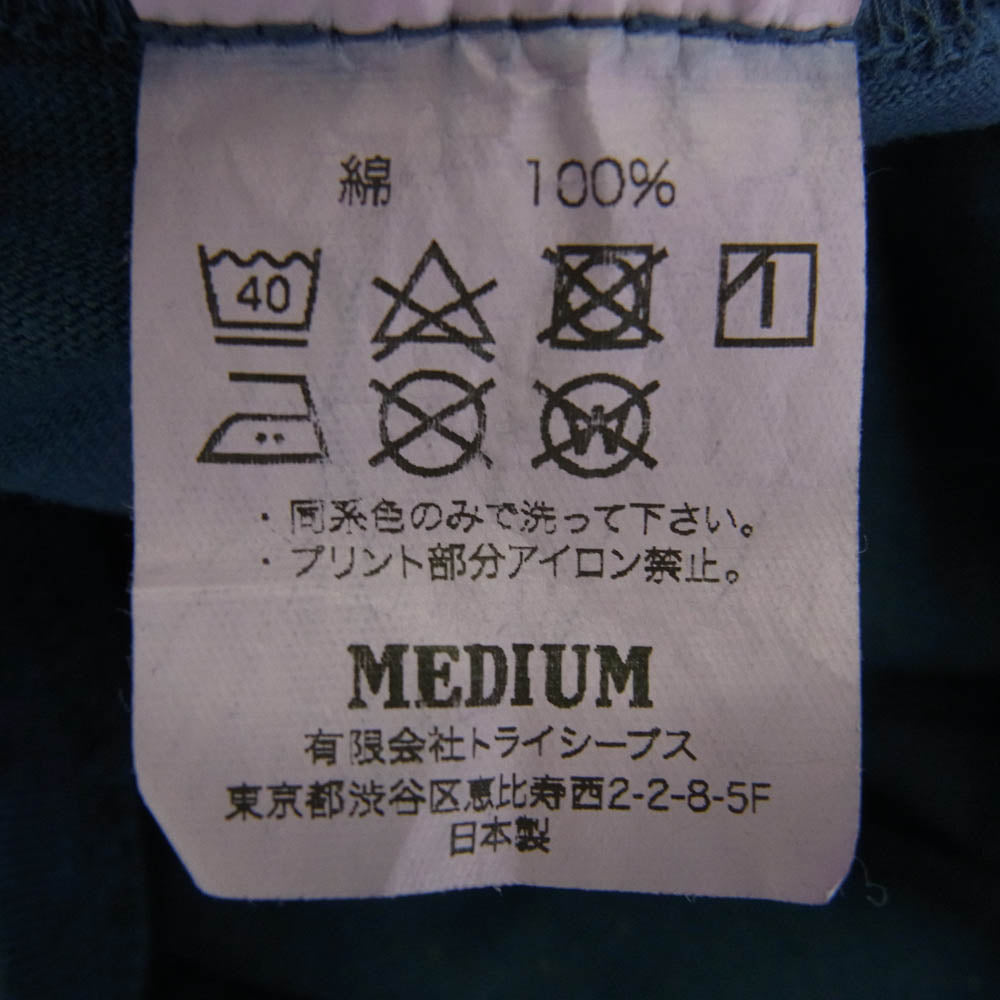 綿 100%
40
W
・同系色のみで洗って下さい。
・プリント部分アイロン禁止。
MEDIUM
有限会社トライシープス
東京都渋谷区恵比寿西2-2-8-5F
日本製